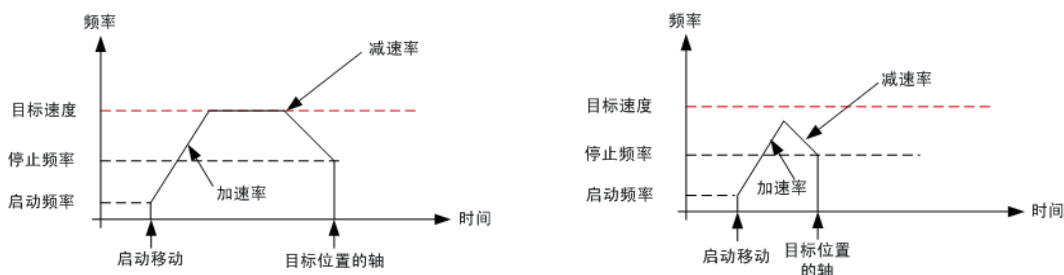 频率
减速率
目标速度
停止频率
启动频率
加速率
时间
启动移动
目标位置的轴
频率
减速率
目标速度
停止频率
启动频率
加速率
时间
启动移动
目标位置
的轴